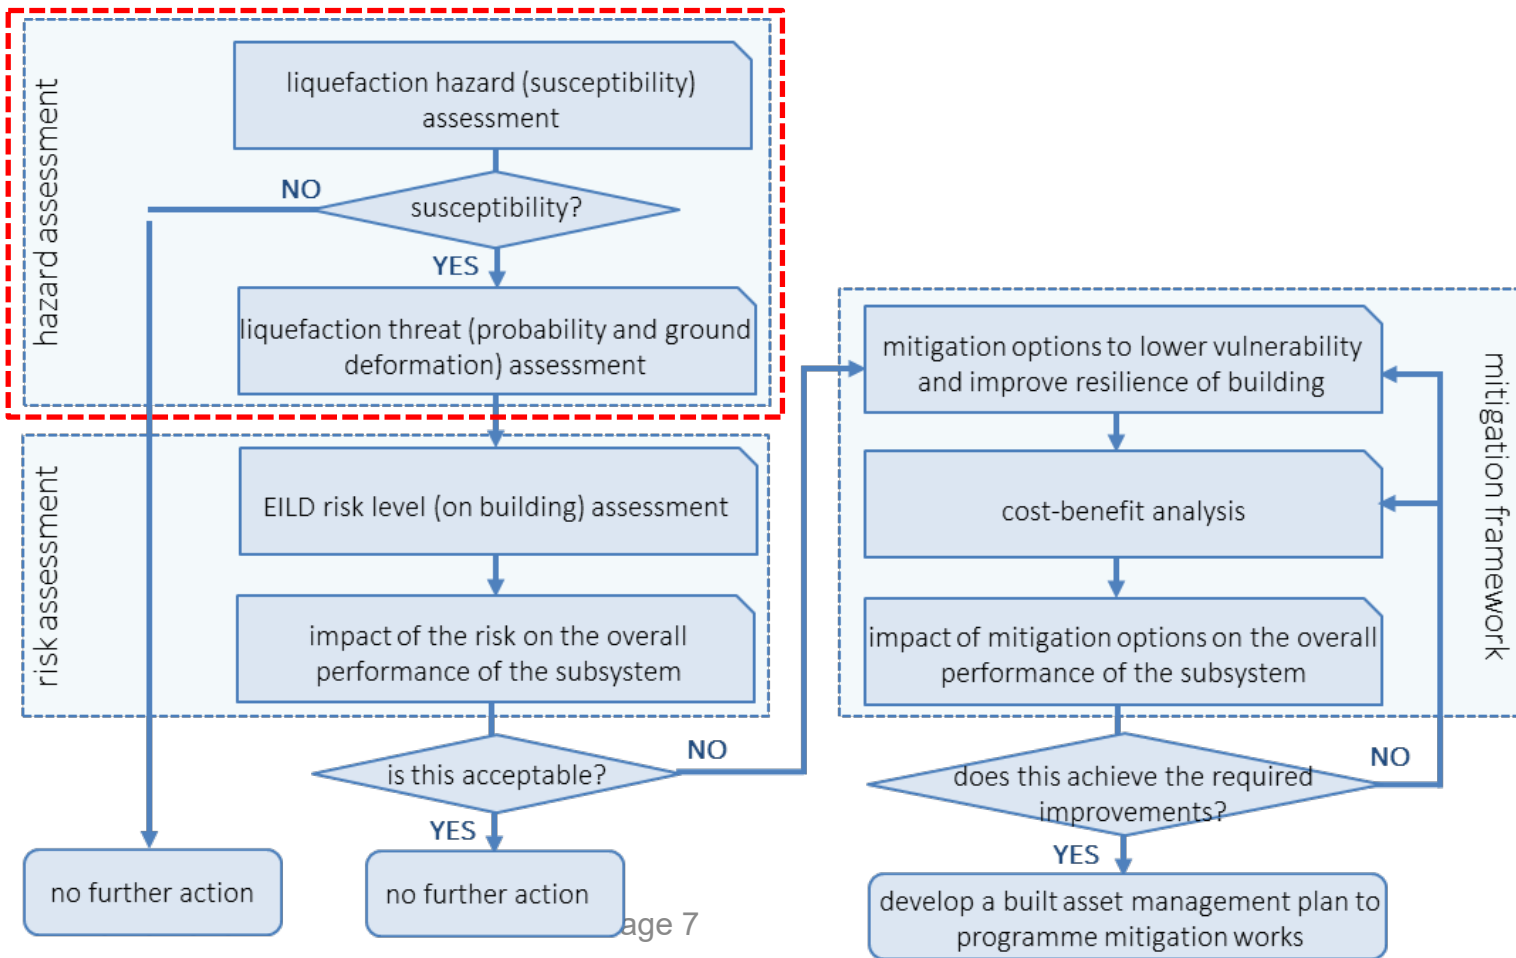 hazard assessment
liquefaction hazard (susceptibility)
assessment
NO
susceptibility?
YES
liquefaction threat (probability and ground
deformation) assessment
risk assessment
EILD risk level (on building) assessment
impact of the risk on the overall
performance of the subsystem
NO
is this acceptable?
YES
no further action
no further action
age 7
mitigation framework
mitigation options to lower vulnerability
and improve resilience of building
cost-benefit analysis
impact of mitigation options on the overall
performance of the subsystem
NO
does this achieve the required
improvements?
YES
develop a built asset management plan to
programme mitigation works